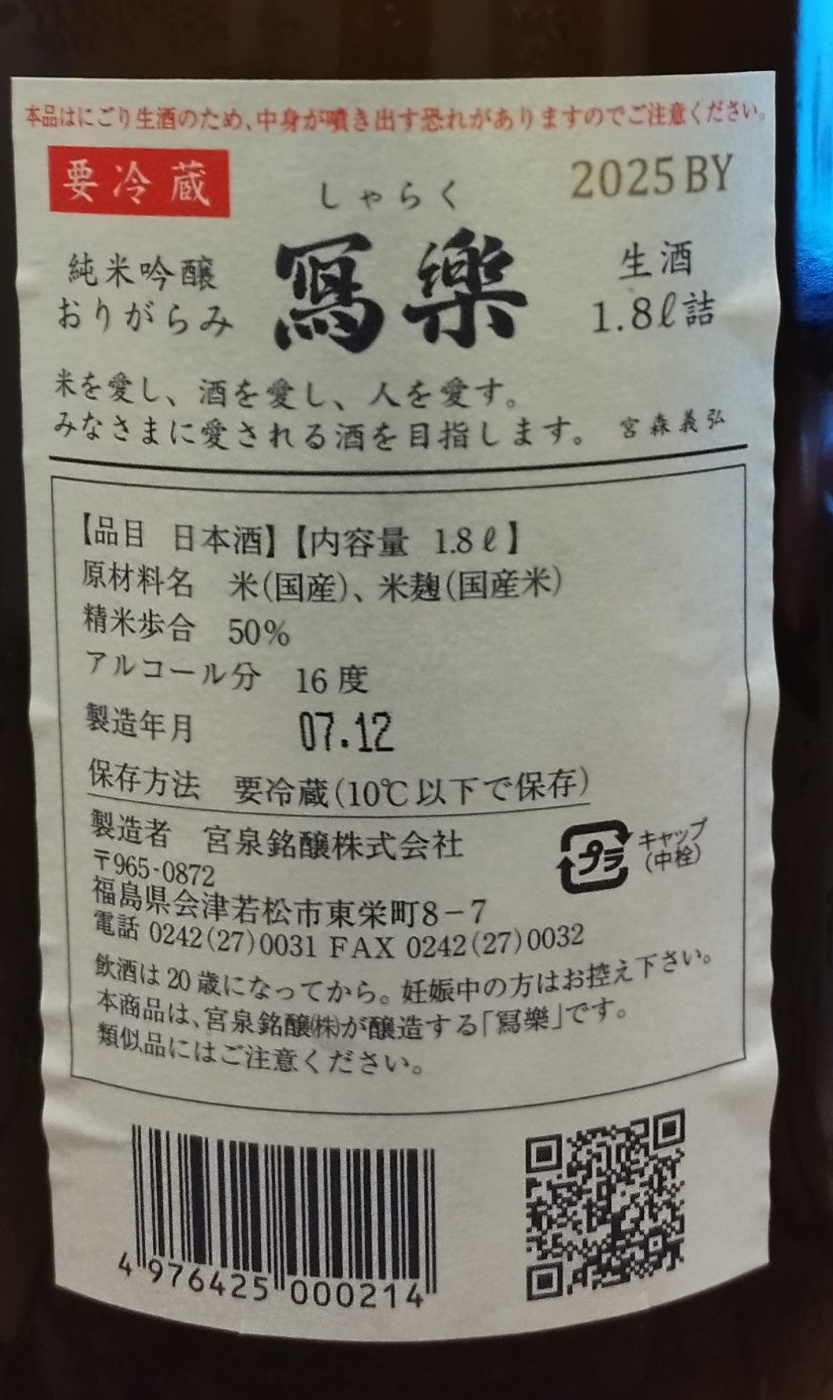 本品はにごり生酒のため、中身が噴き出す恐れがありますのでご注意ください。
要冷蔵
しゃらく
2025BY
純米吟醸
おりがらみ
寫樂
生酒
1.8ℓ詰
米を愛し、酒を愛し、人を愛す。
みなさまに愛される酒を目指します。 宮森義弘
【品目 日本酒】【内容量 1.8ℓ】
原材料名 米(国産)、米麹(国産米)
精米歩合 50%
アルコール分 16度
製造年月 07.12
保存方法 要冷蔵(10℃以下で保存)
製造者 宮泉銘醸株式会社
〒965-0872
福島県会津若松市東栄町8-7
電話 0242(27)0031 FAX 0242(27)0032
プラ
キャップ
(中栓)
飲酒は20歳になってから。妊娠中の方はお控え下さい。
本商品は、宮泉銘醸㈱が醸造する「寫樂」です。
類似品にはご注意ください。
4 976425 000214